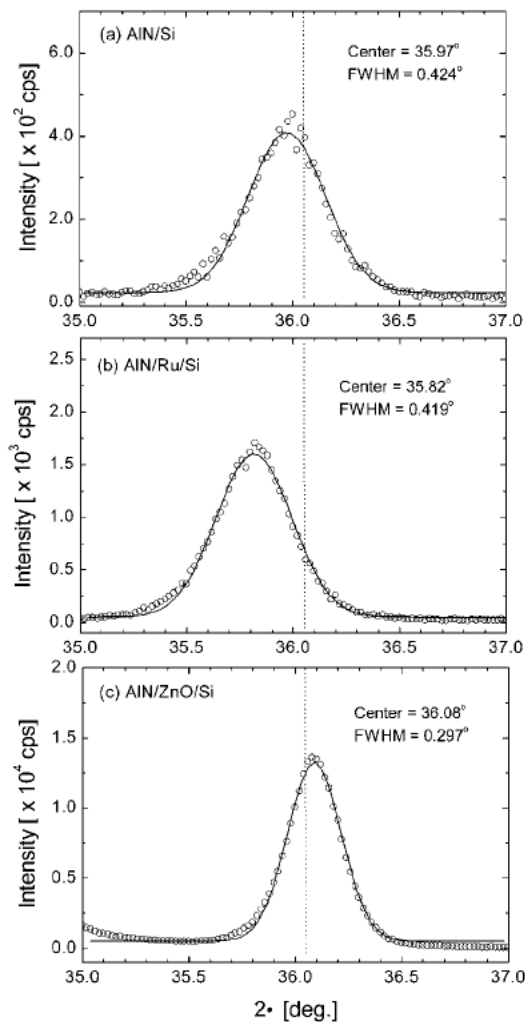 (a) AlN/Si
Center = 35.97°
FWHM = 0.424°
Intensity [ x 10² cps]
6.0
4.0
2.0
0.0
35.0 35.5 36.0 36.5 37.0
(b) AlN/Ru/Si
Center = 35.82°
FWHM = 0.419°
Intensity [ x 10³ cps]
2.5
2.0
1.5
1.0
0.5
0.0
35.0 35.5 36.0 36.5 37.0
(c) AlN/ZnO/Si
Center = 36.08°
FWHM = 0.297°
Intensity [ x 10⁴ cps]
2.0
1.5
1.0
0.5
0.0
35.0 35.5 36.0 36.5 37.0
2• [deg.]